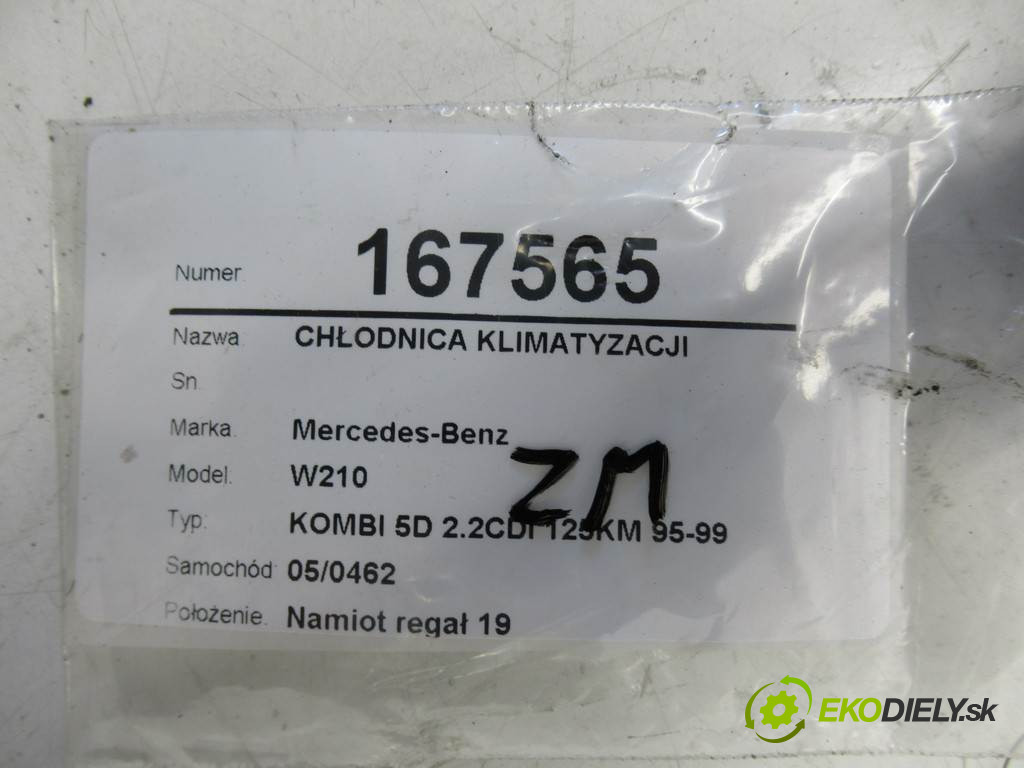 Numer. 167565
Nazwa. CHŁODNICA KLIMATYZACJI
Sn.
Marka. Mercedes-Benz
Model. W210
ZM
Typ: KOMBI 5D 2.2CDI 125KM 95-99
Samochód: 05/0462
Położenie. Namiot regał 19
EKODIELY.sk